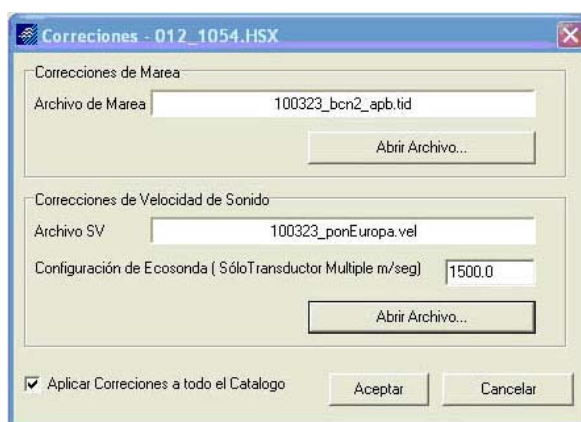 Correciones - 012_1054.HSX
Correcciones de Marea
Archivo de Marea 100323_bcn2_apb.tid
Abrir Archivo...
Correcciones de Velocidad de Sonido
Archivo SV 100323_ponEuropa.vel
Configuración de Ecosonda ( SóloTransductor Multiple m/seg) 1500.0
Abrir Archivo...
Aplicar Correciones a todo el Catalogo Aceptar Cancelar